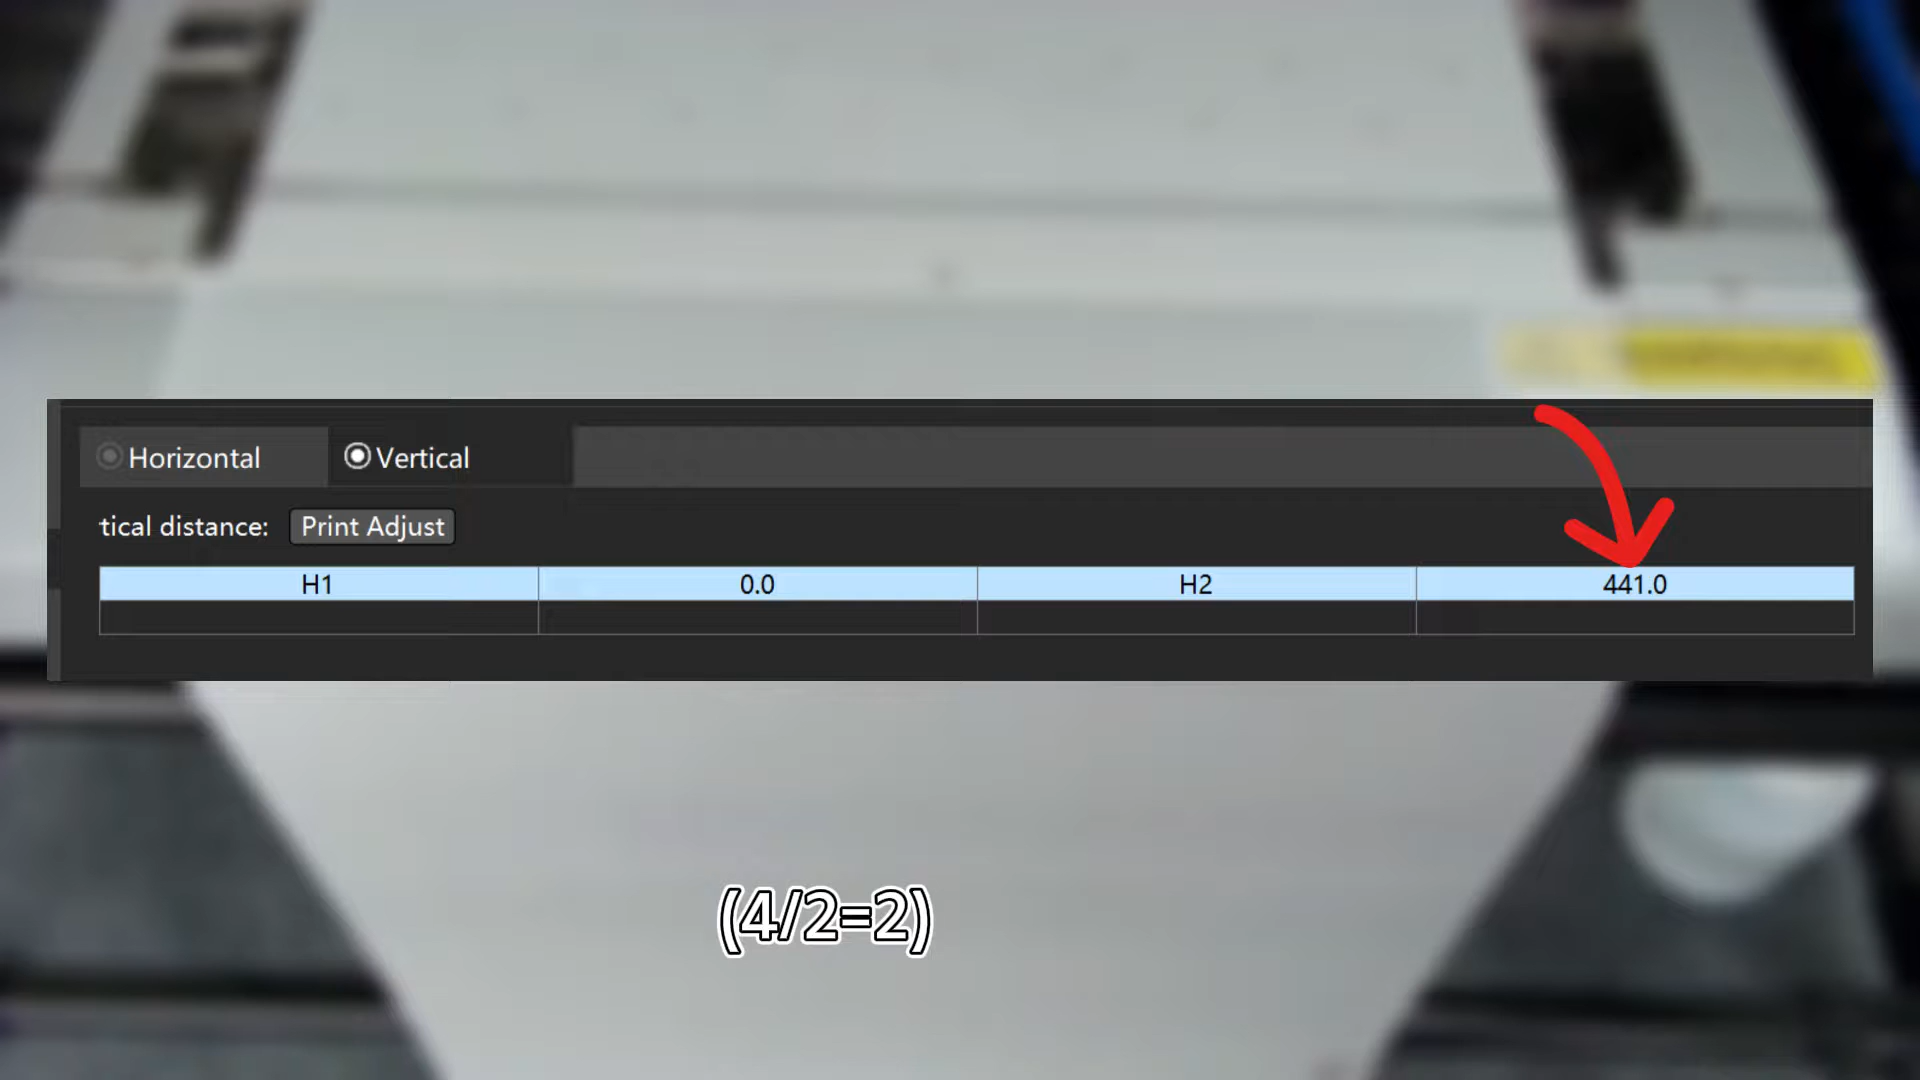 Horizontal Vertical
tical distance: Print Adjust
H1 0.0 H2 441.0
(4/2=2)